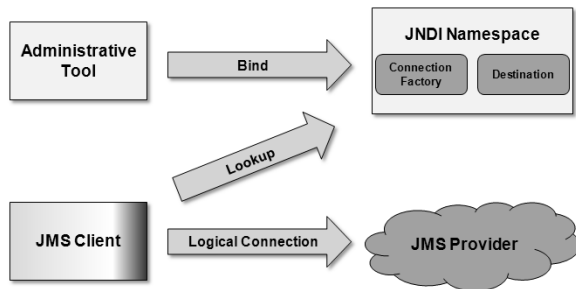 Administrative
Tool
Bind
JNDI Namespace
Connection
Factory
Destination
Lookup
JMS Client
Logical Connection
JMS Provider